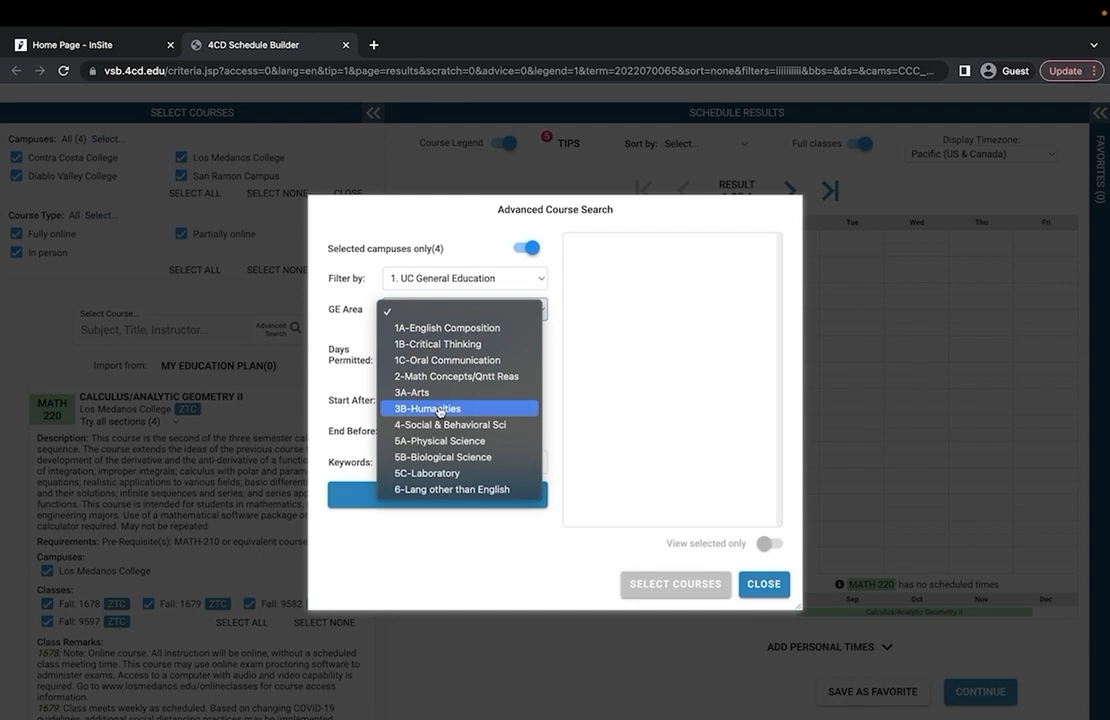 Home Page - InSite
4CD Schedule Builder
vsb.4cd.edu/criteria.jsp?access=0&lang=en&tip=1&page=results&scratch=0&advice=0&legend=1&term=2022070065&sort=none&filters=iiiiiiiiii&bbs=&ds=&cams=CCC_...
Guest
Update
SELECT COURSES
SCHEDULE RESULTS
Campuses: All (4) Select...
Contra Costa College
Los Medanos College
Diablo Valley College
San Ramon Campus
SELECT ALL
SELECT NONE
CLOSE
Course Type: All Select...
Fully online
Partially online
In person
SELECT ALL
SELECT NONE
Select Course...
Subject, Title, Instructor...
Advanced
Search
Import from: MY EDUCATION PLAN(0)
MATH
220
CALCULUS/ANALYTIC GEOMETRY II
Los Medanos College ZTC
Try all sections (4)
Description: This course is the second of the three semester cal
sequence. The course extends the ideas of the previous course
development of the derivative and the anti-derivative of a functi
of integration; improper integrals; calculus with polar and param
equations; realistic applications to various fields; basic differen
and their solutions; infinite sequences and series; and series app
functions. This course is intended for students in mathematics,
engineering majors. Use of a mathematical software package o
calculator required. May not be repeated
Requirements: Pre-Requisite(s): MATH-210 or equivalent course
Campuses:
Los Medanos College
Classes:
Fall: 1678 ZTC Fall: 1679 ZTC Fall: 9582
Fall: 9597 ZTC
SELECT ALL
SELECT NONE
Class Remarks:
1678: Note: Online course. All instruction will be online, without a scheduled
class meeting time. This course may use online exam proctoring software to
administer exams. Access to a computer with audio and video capability is
required. Go to www.losmedanos.edu/onlineclasses for course access
information.
1679: Class meets weekly as scheduled. Based on changing COVID-19
guidelines, additional social distancing practices may be implemented
Course Legend
5
TIPS
Sort by: Select...
Full classes
Display Timezone:
Pacific (US & Canada)
RESULT
Tue
Wed
Thu
Fri
FAVORITES (0)
Advanced Course Search
Selected campuses only(4)
Filter by: 1. UC General Education
GE Area
✓
1A-English Composition
1B-Critical Thinking
1C-Oral Communication
2-Math Concepts/Qntt Reas
3A-Arts
3B-Humanities
4-Social & Behavioral Sci
5A-Physical Science
5B-Biological Science
5C-Laboratory
6-Lang other than English
Days
Permitted:
Start After:
End Before:
Keywords:
View selected only
SELECT COURSES
CLOSE
MATH 220 has no scheduled times
Sep
Oct
Nov
Dec
Calculus/Analytic Geometry II
ADD PERSONAL TIMES
SAVE AS FAVORITE
CONTINUE